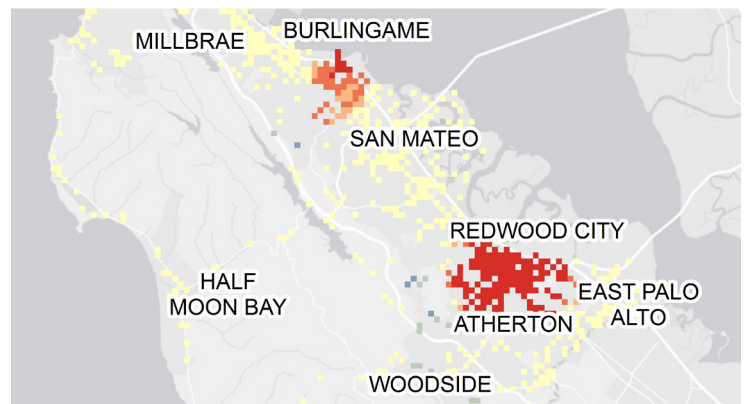 BURLINGAME
MILLBRAE
SAN MATEO
REDWOOD CITY
HALF
MOON BAY
EAST PALO
ALTO
ATHERTON
WOODSIDE